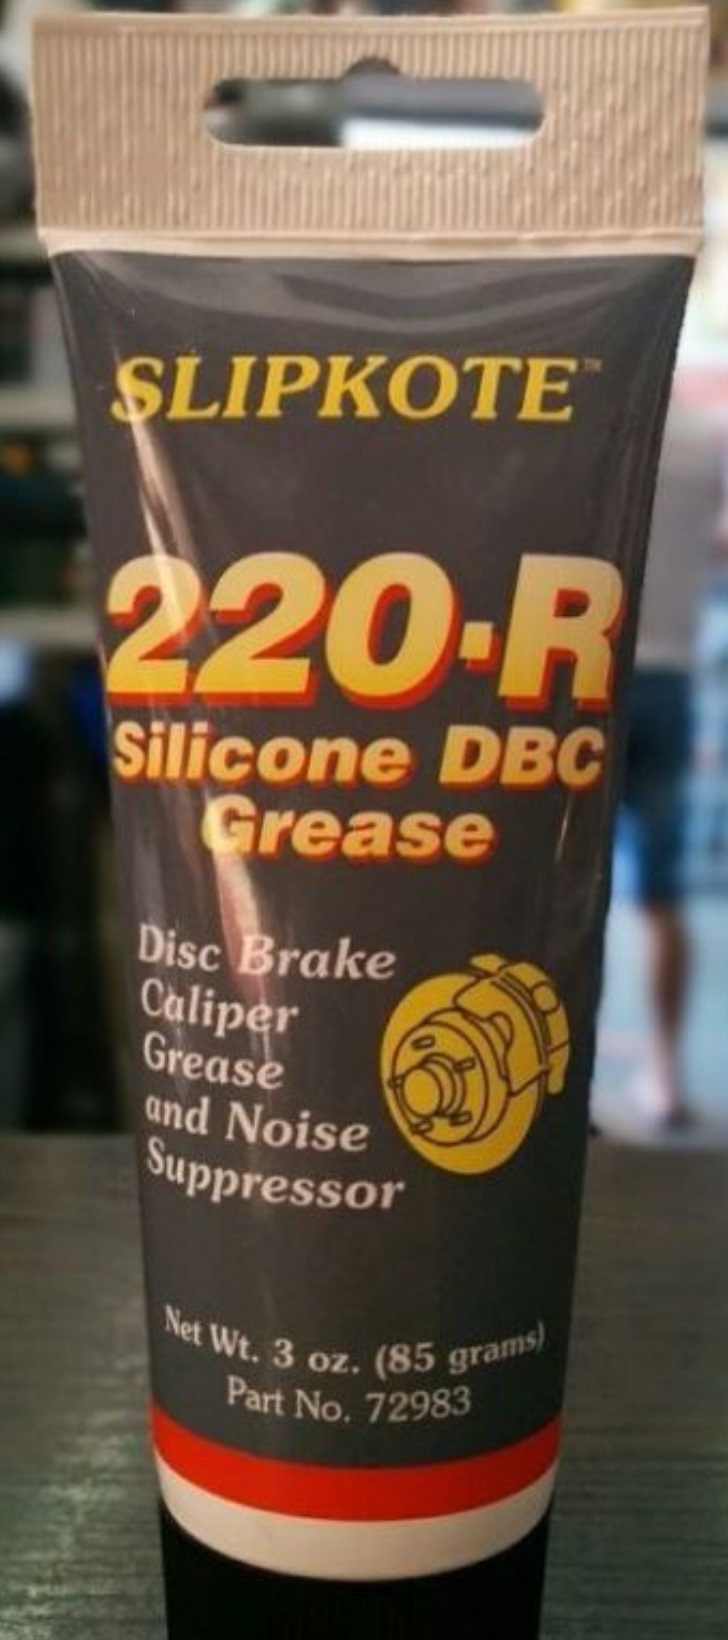 SLIPKOTE™
220-R
Silicone DBC
Grease
Disc Brake
Caliper
Grease
and Noise
Suppressor
Net Wt. 3 oz. (85 grams)
Part No. 72983